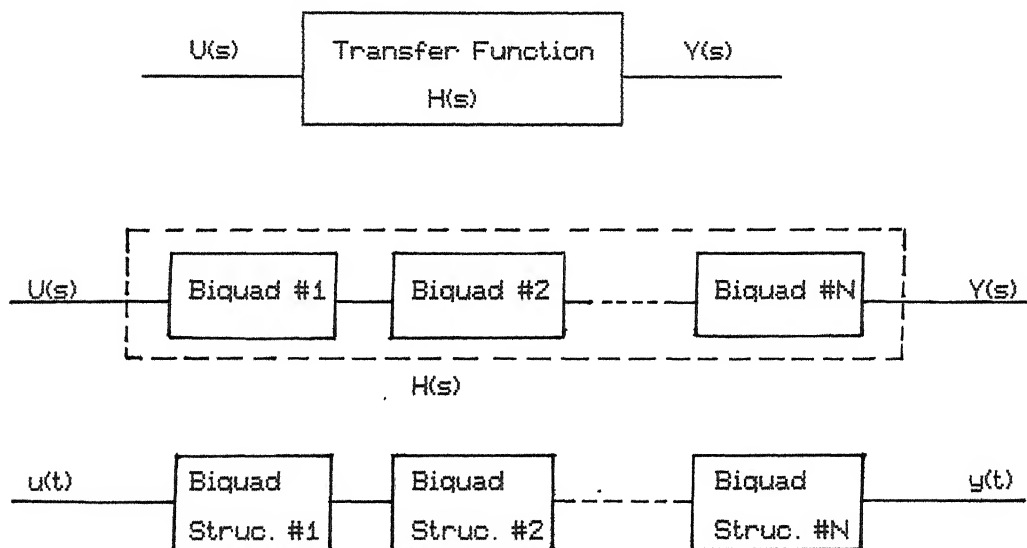 U(s) Transfer Function Y(s)
H(s)
U(s) Biquad #1 Biquad #2 Biquad #N Y(s)
H(s)
u(t) Biquad Biquad Biquad y(t)
Struc. #1 Struc. #2 Struc. #N